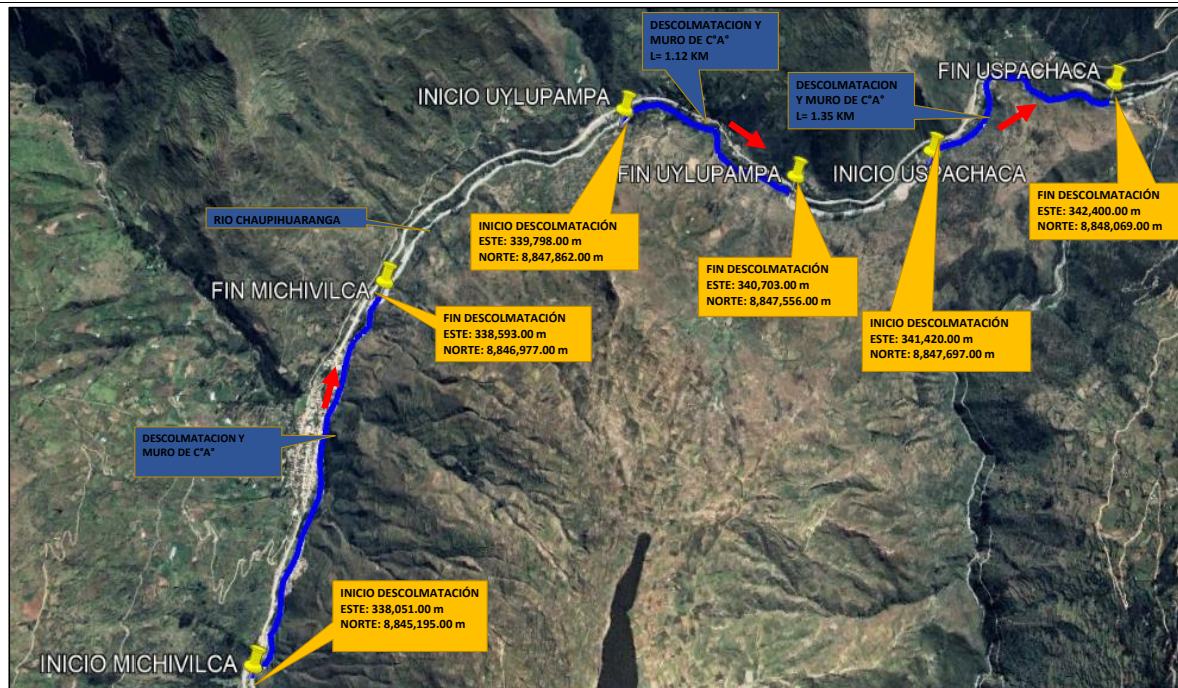 DESCOLMATACION Y
MURO DE C°A°
L= 1.12 KM
FIN USPACHACA
DESCOLMATACION
Y MURO DE C°A°
L= 1.35 KM
INICIO UYLUPAMPA
FIN UYLUPAMPA
INICIO USPACHACA
FIN DESCOLMATACIÓN
ESTE: 342,400.00 m
NORTE: 8,848,069.00 m
RIO CHAUPIHUARANGA
INICIO DESCOLMATACIÓN
ESTE: 339,798.00 m
NORTE: 8,847,862.00 m
FIN DESCOLMATACIÓN
ESTE: 340,703.00 m
NORTE: 8,847,556.00 m
FIN MICHIVILCA
FIN DESCOLMATACIÓN
ESTE: 338,593.00 m
NORTE: 8,846,977.00 m
INICIO DESCOLMATACIÓN
ESTE: 341,420.00 m
NORTE: 8,847,697.00 m
DESCOLMATACION Y
MURO DE C°A°
INICIO DESCOLMATACIÓN
ESTE: 338,051.00 m
NORTE: 8,845,195.00 m
INICIO MICHIVILCA